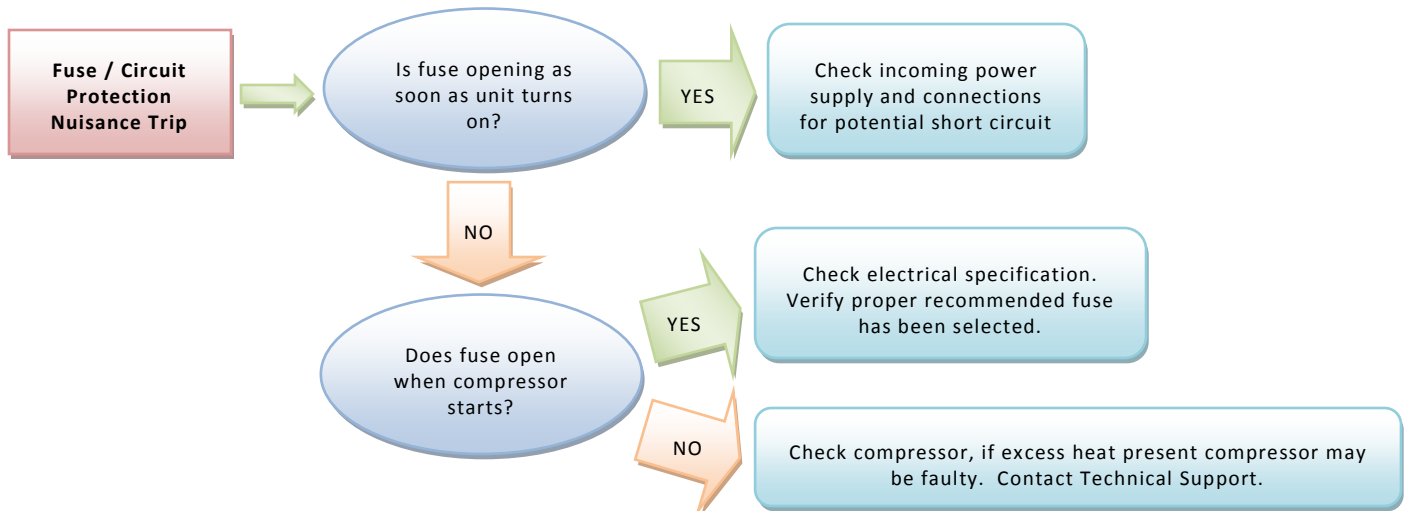 Fuse / Circuit
Protection
Nuisance Trip
Is fuse opening as
soon as unit turns
on?
YES
Check incoming power
supply and connections
for potential short circuit
NO
Does fuse open
when compressor
starts?
YES
Check electrical specification.
Verify proper recommended fuse
has been selected.
NO
Check compressor, if excess heat present compressor may
be faulty.  Contact Technical Support.